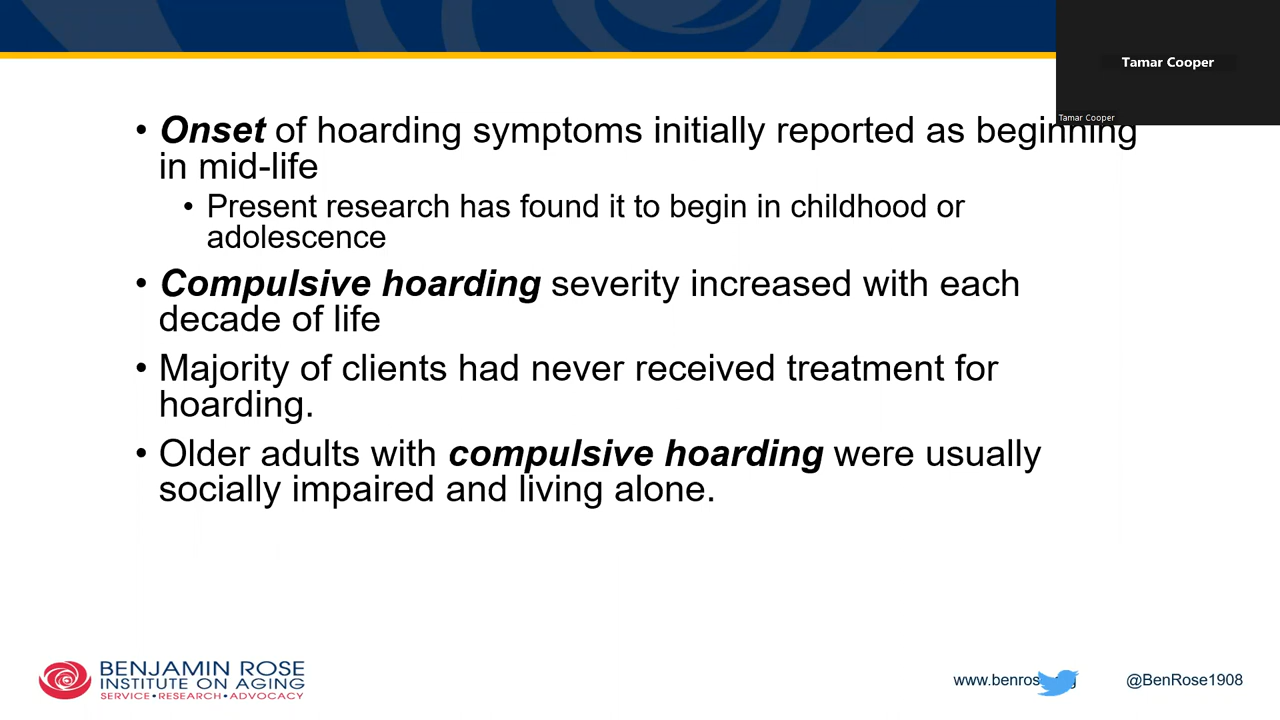 Tamar Cooper
Tamar Cooper
• Onset of hoarding symptoms initially reported as beginning
in mid-life
• Present research has found it to begin in childhood or
adolescence
• Compulsive hoarding severity increased with each
decade of life
• Majority of clients had never received treatment for
hoarding.
• Older adults with compulsive hoarding were usually
socially impaired and living alone.
BENJAMIN ROSE
INSTITUTE ON AGING
SERVICE•RESEARCH•ADVOCACY
@BenRose1908